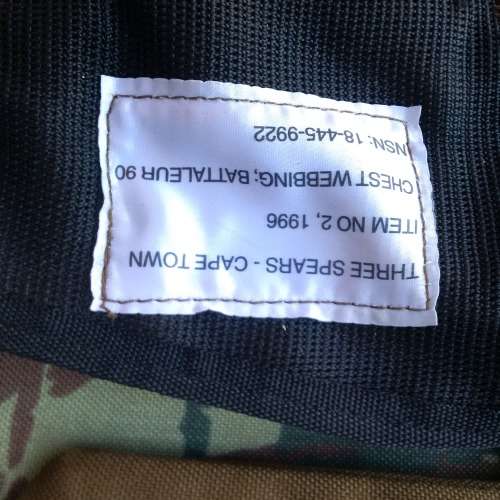 THREE SPEARS - CAPE TOWN
ITEM NO 2, 1996
CHEST WEBBING; BATTALEUR 90
NSN: 18-445-9922